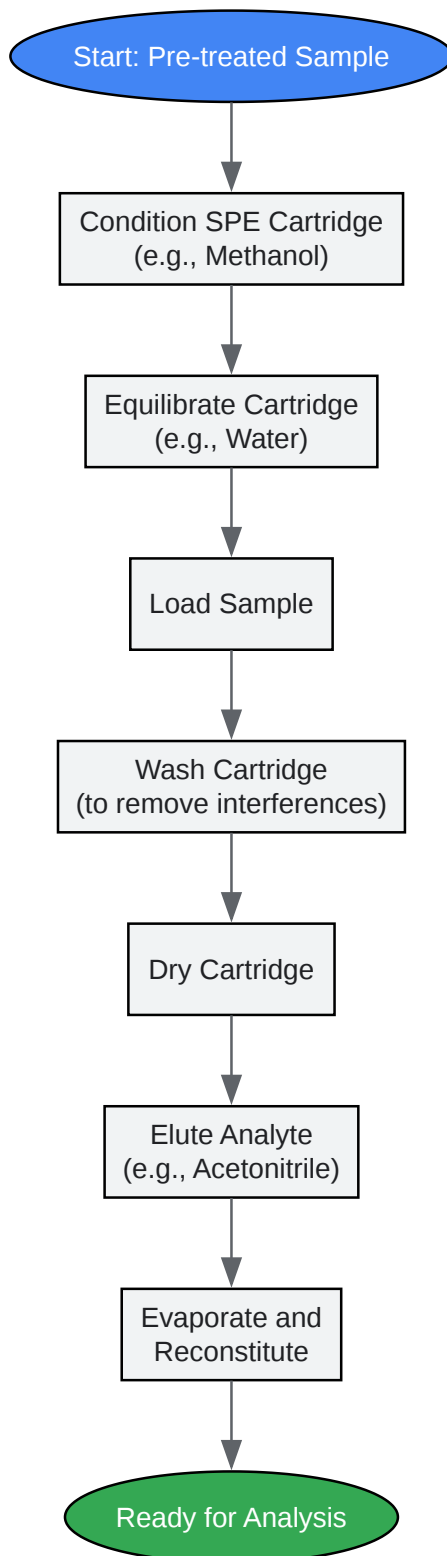 Start: Pre-treated Sample
Condition SPE Cartridge
(e.g., Methanol)
Equilibrate Cartridge
(e.g., Water)
Load Sample
Wash Cartridge
(to remove interferences)
Dry Cartridge
Elute Analyte
(e.g., Acetonitrile)
Evaporate and
Reconstitute
Ready for Analysis